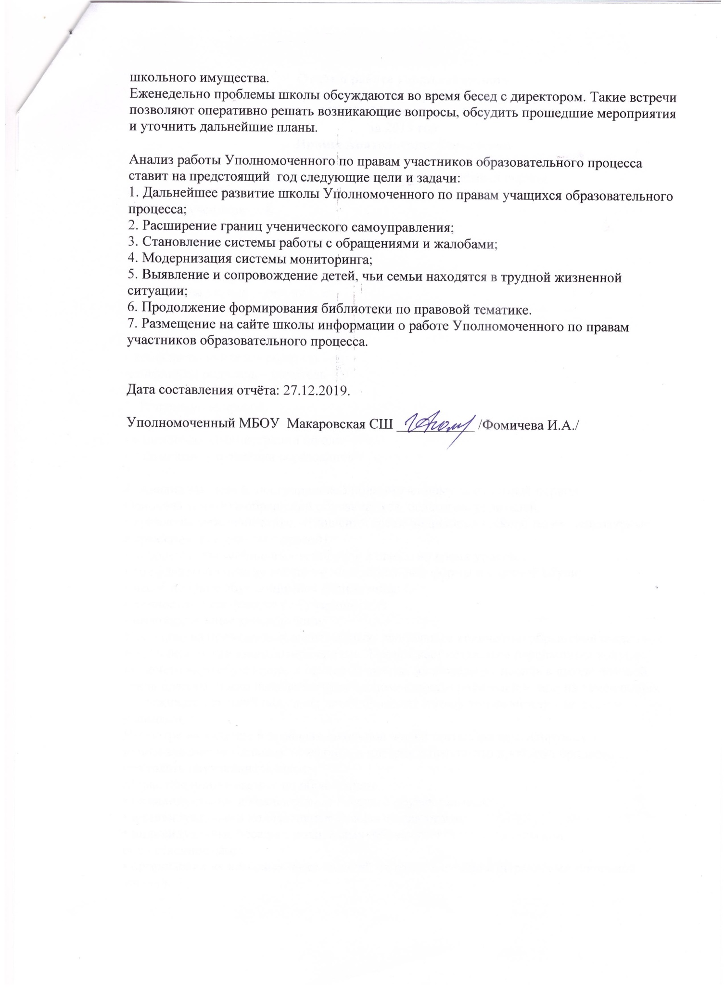 школьного имущества.
Еженедельно проблемы школы обсуждаются во время бесед с директором. Такие встречи
позволяют оперативно решать возникающие вопросы, обсудить прошедшие мероприятия
и уточнить дальнейшие планы.
Анализ работы Уполномоченного по правам участников образовательного процесса
ставит на предстоящий  год следующие цели и задачи:
1. Дальнейшее развитие школы Уполномоченного по правам учащихся образовательного
процесса;
2. Расширение границ ученического самоуправления;
3. Становление системы работы с обращениями и жалобами;
4. Модернизация системы мониторинга;
5. Выявление и сопровождение детей, чьи семьи находятся в трудной жизненной
ситуации;
6. Продолжение формирования библиотеки по правовой тематике.
7. Размещение на сайте школы информации о работе Уполномоченного по правам
участников образовательного процесса.
Дата составления отчёта: 27.12.2019.
Уполномоченный МБОУ  Макаровская СШ ____________ /Фомичева И.А./